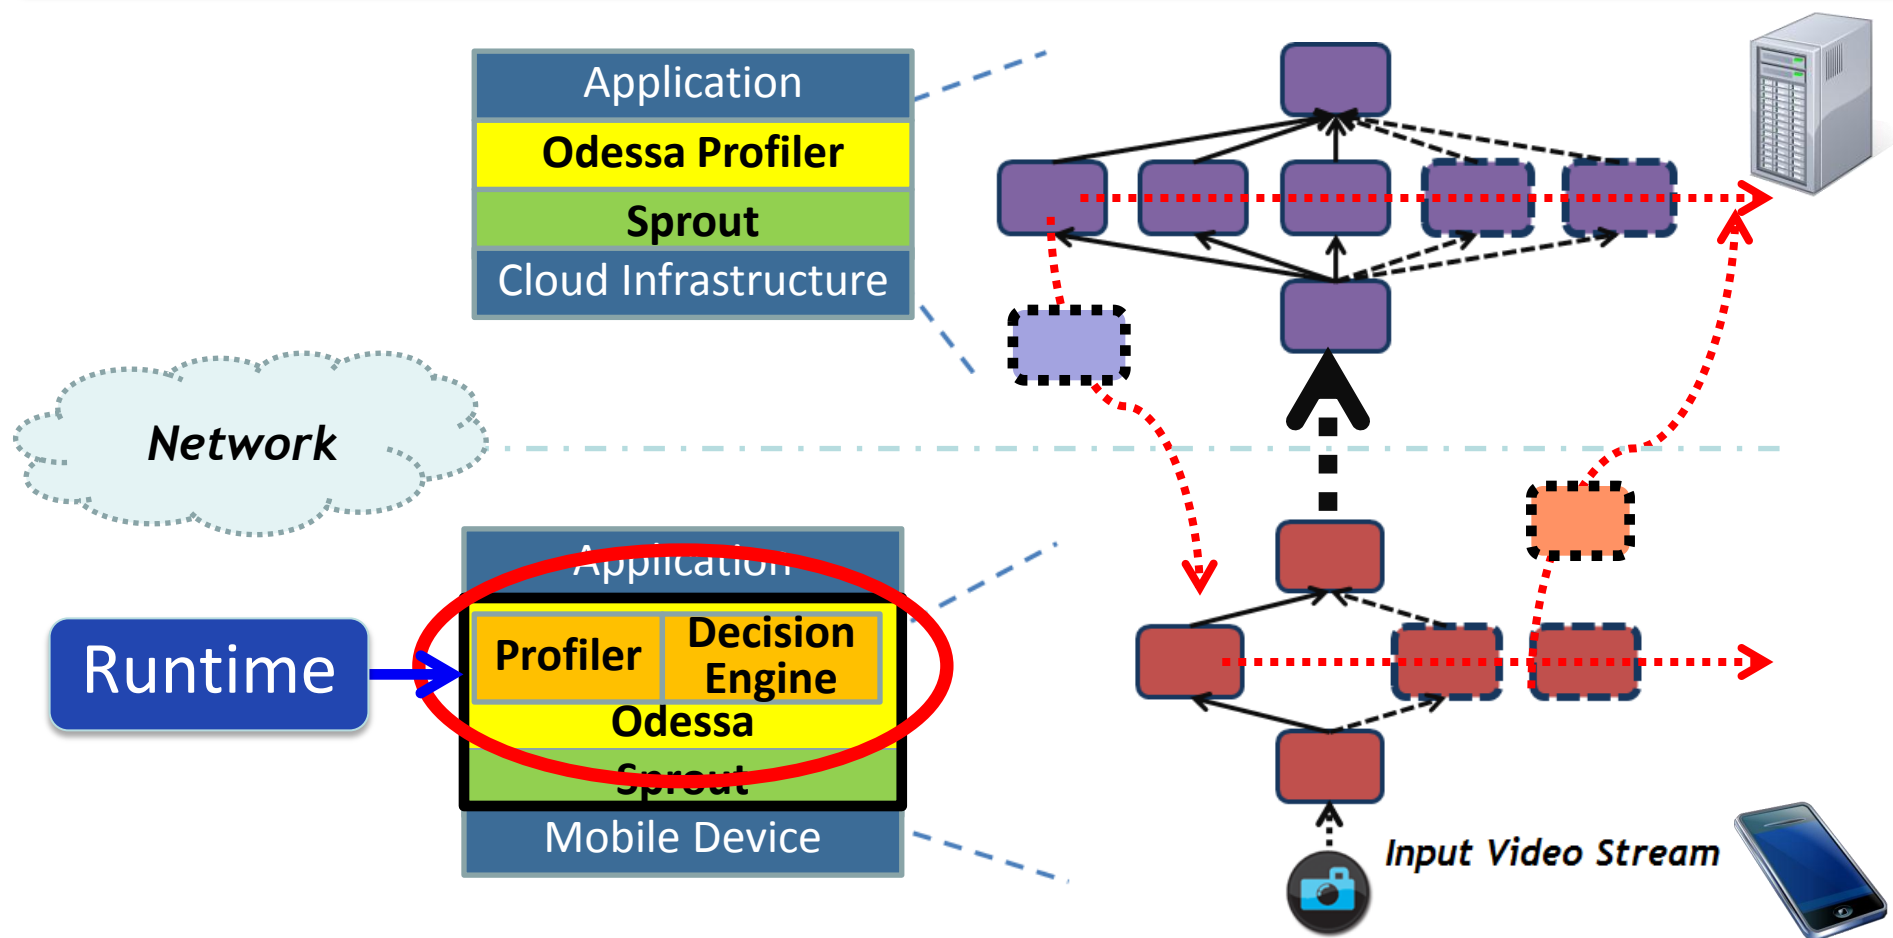 Application
Odessa Profiler
Sprout
Cloud Infrastructure
Network
Application
Runtime
Profiler
Decision
Engine
Odessa
Sprout
Mobile Device
Input Video Stream